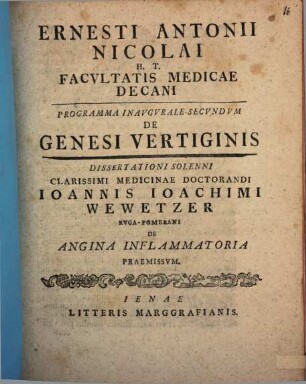 ERNESTI ANTONII
NICOLAI
H. T.
FACVLTATIS MEDICAE
DECANI
PROGRAMMA INAVGVRALE-SECVNDVM
DE
GENESI VERTIGINIS
DISSERTATIONI SOLENNI
CLARISSIMI MEDICINAE DOCTORANDI
IOANNIS IOACHIMI
WEWETZER
RVGA-POMERANI
DE
ANGINA INFLAMMATORIA
PRAEMISSVM.
IENAE
LITTERIS MARGGRAFIANIS.